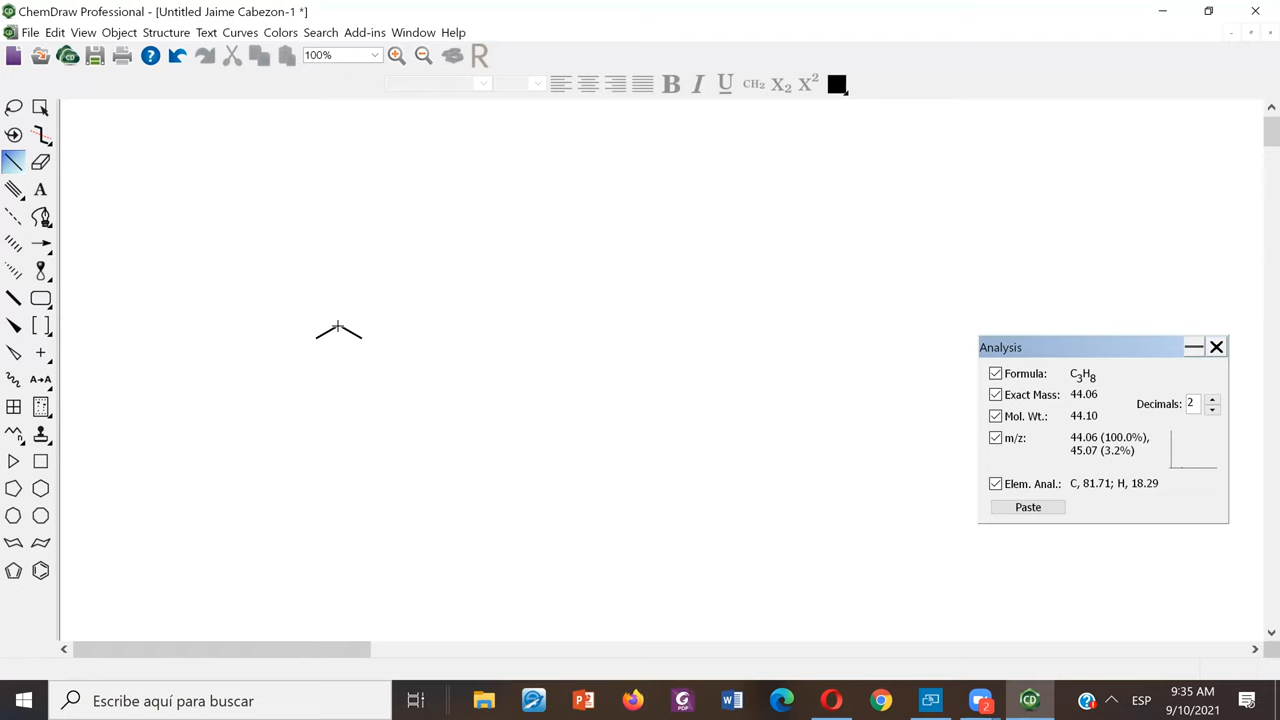 ChemDraw Professional - [Untitled Jaime Cabezon-1 *]
File Edit View Object Structure Text Curves Colors Search Add-ins Window Help
100% R
B I U CH2 X2 X2
A
A→A
Analysis
Formula: C3H8
Exact Mass: 44.06
Decimals: 2
Mol. Wt.: 44.10
m/z: 44.06 (100.0%),
45.07 (3.2%)
Elem. Anal.: C, 81.71; H, 18.29
Paste
Escribe aquí para buscar
PDF
2
CD
ESP
9:35 AM
9/10/2021